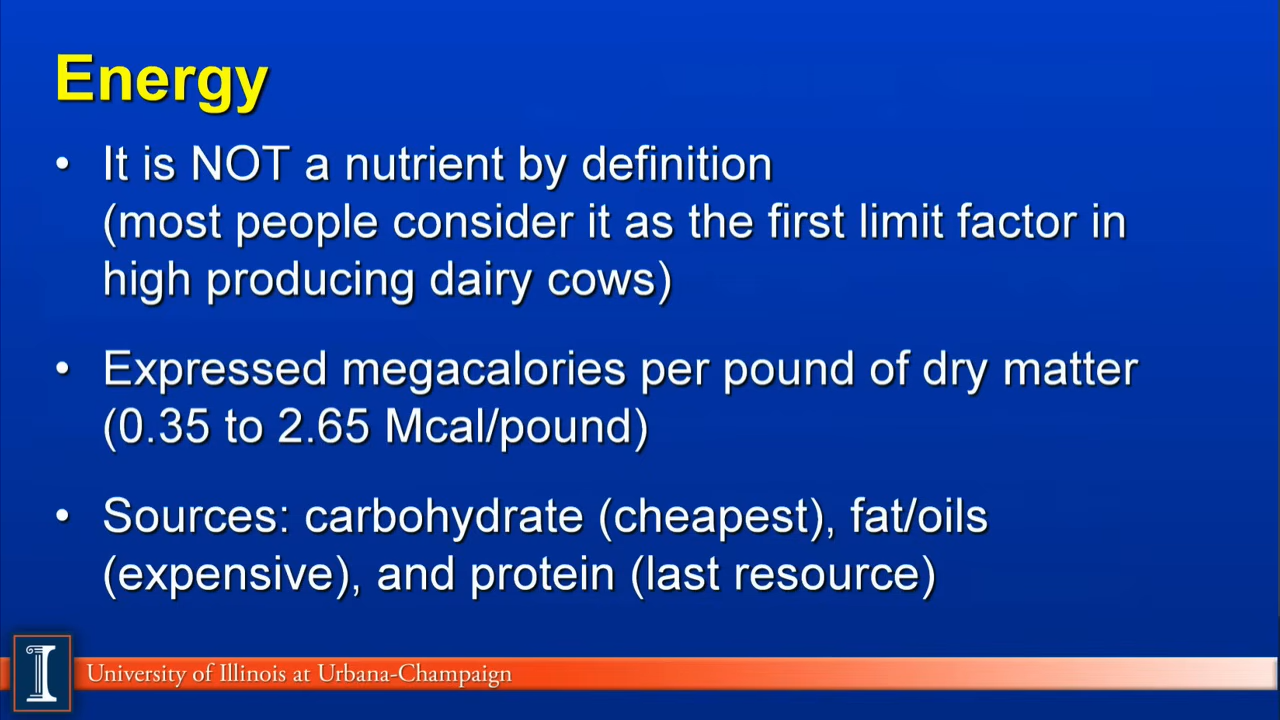 Energy
• It is NOT a nutrient by definition
(most people consider it as the first limit factor in
high producing dairy cows)
• Expressed megacalories per pound of dry matter
(0.35 to 2.65 Mcal/pound)
• Sources: carbohydrate (cheapest), fat/oils
(expensive), and protein (last resource)
I
University of Illinois at Urbana-Champaign